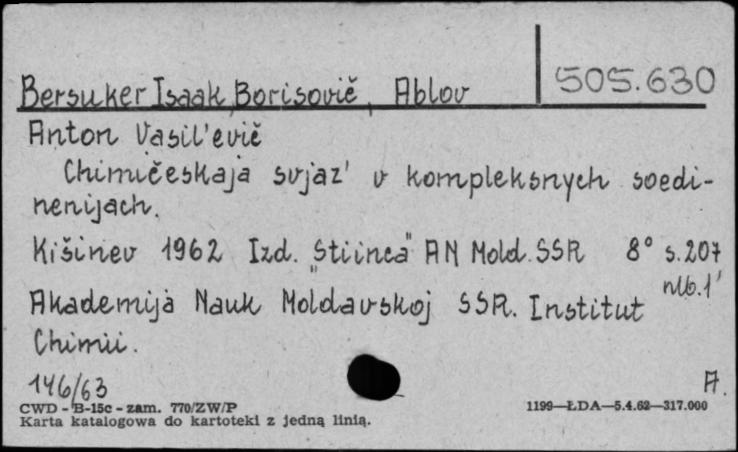 505.630
Bersuker Isaak Borisovič, Ablov
Anton Vasil'evič
Chimičeskaja svjaz' v kompleksnych soedi-
nenijach.
Kišinev 1962 Izd. "Stiinca" AN Mold. SSR 8° s. 207
nlb. 1
Akademija Nauk Moldavskoj SSR. Institut
Chimii.
146/63
A.
CWD - B-15c - zam. 770/ZW/P 1199—ŁDA—5.4.62—317.000
Karta katalogowa do kartoteki z jedną linią.